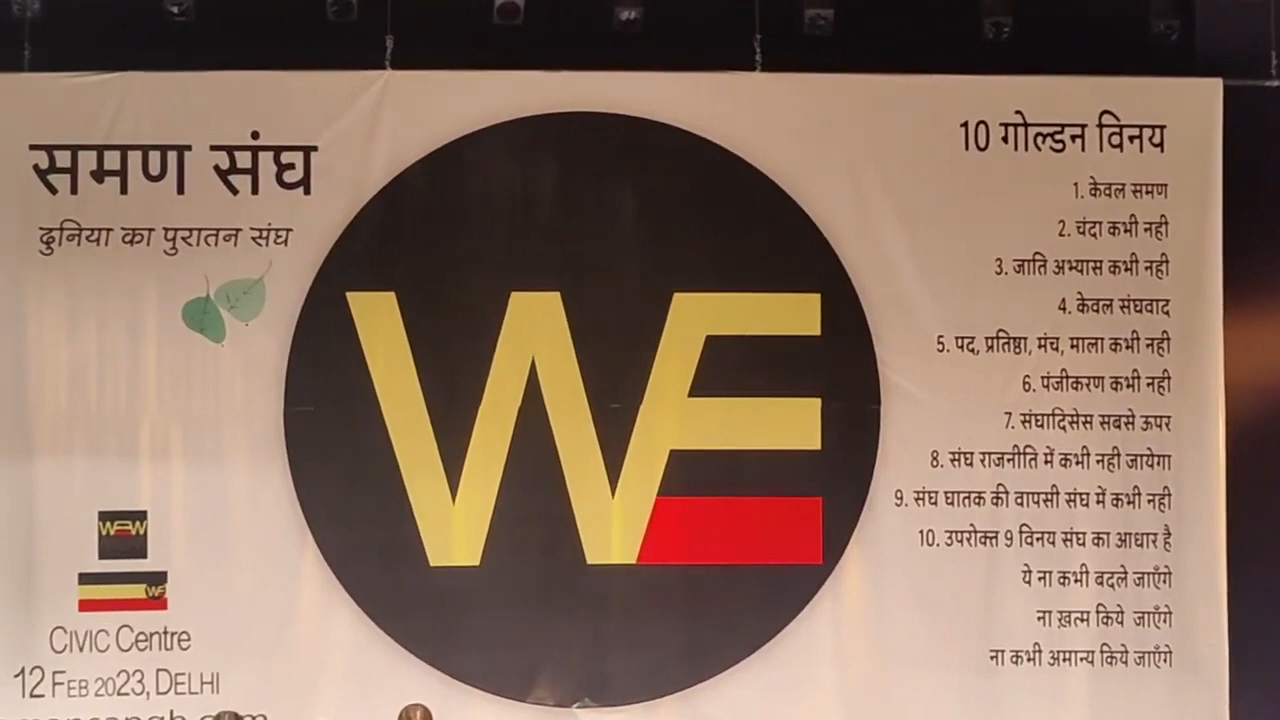 समण संघ
दुनिया का पुरातन संघ
WE
WEW
WE
CIVIC Centre
12 FEB 2023, DELHI
10 गोल्डन विनय
1. केवल समण
2. चंदा कभी नही
3. जाति अभ्यास कभी नही
4. केवल संघवाद
5. पद, प्रतिष्ठा, मंच, माला कभी नही
6. पंजीकरण कभी नही
7. संघादिसेस सबसे ऊपर
8. संघ राजनीति में कभी नही जायेगा
9. संघ घातक की वापसी संघ में कभी नही
10. उपरोक्त 9 विनय संघ का आधार है
ये ना कभी बदले जाएँगे
ना ख़त्म किये जाएँगे
ना कभी अमान्य किये जाएँगे